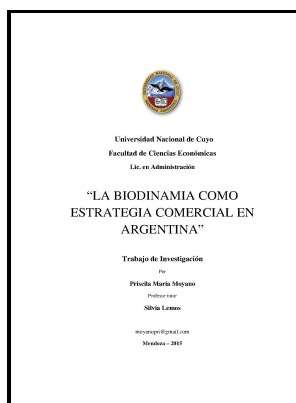 Universidad Nacional de Cuyo
Facultad de Ciencias Económicas
Lic. en Administración
“LA BIODINAMIA COMO
ESTRATEGIA COMERCIAL EN
ARGENTINA”
Trabajo de Investigación
Por
Priscila María Moyano
Profesor tutor
Silvia Lemos
moyanopri@gmail.com
Mendoza – 2015